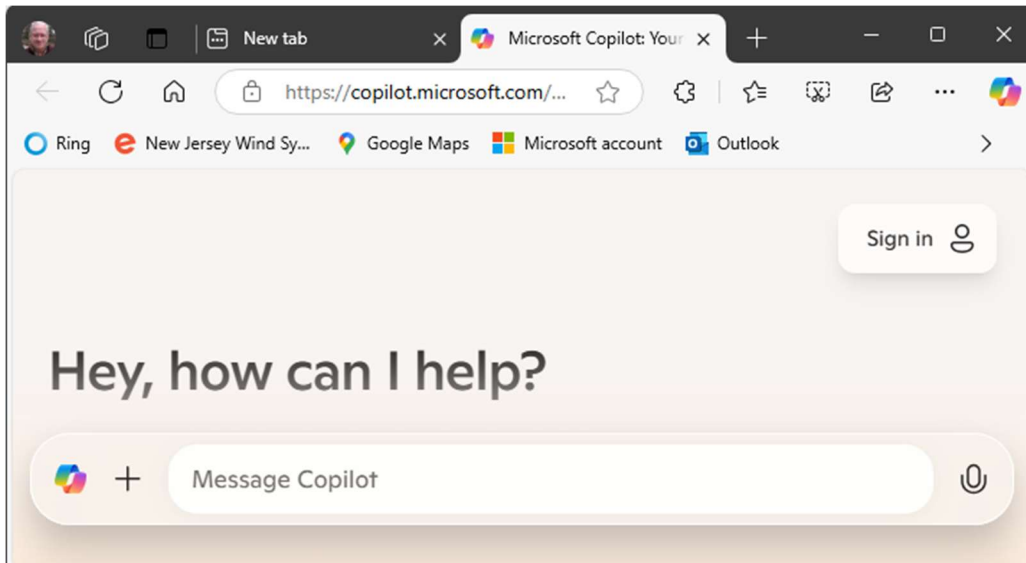 New tab
Microsoft Copilot: Your
https://copilot.microsoft.com/...
Ring
New Jersey Wind Sy...
Google Maps
Microsoft account
Outlook
Sign in
Hey, how can I help?
Message Copilot